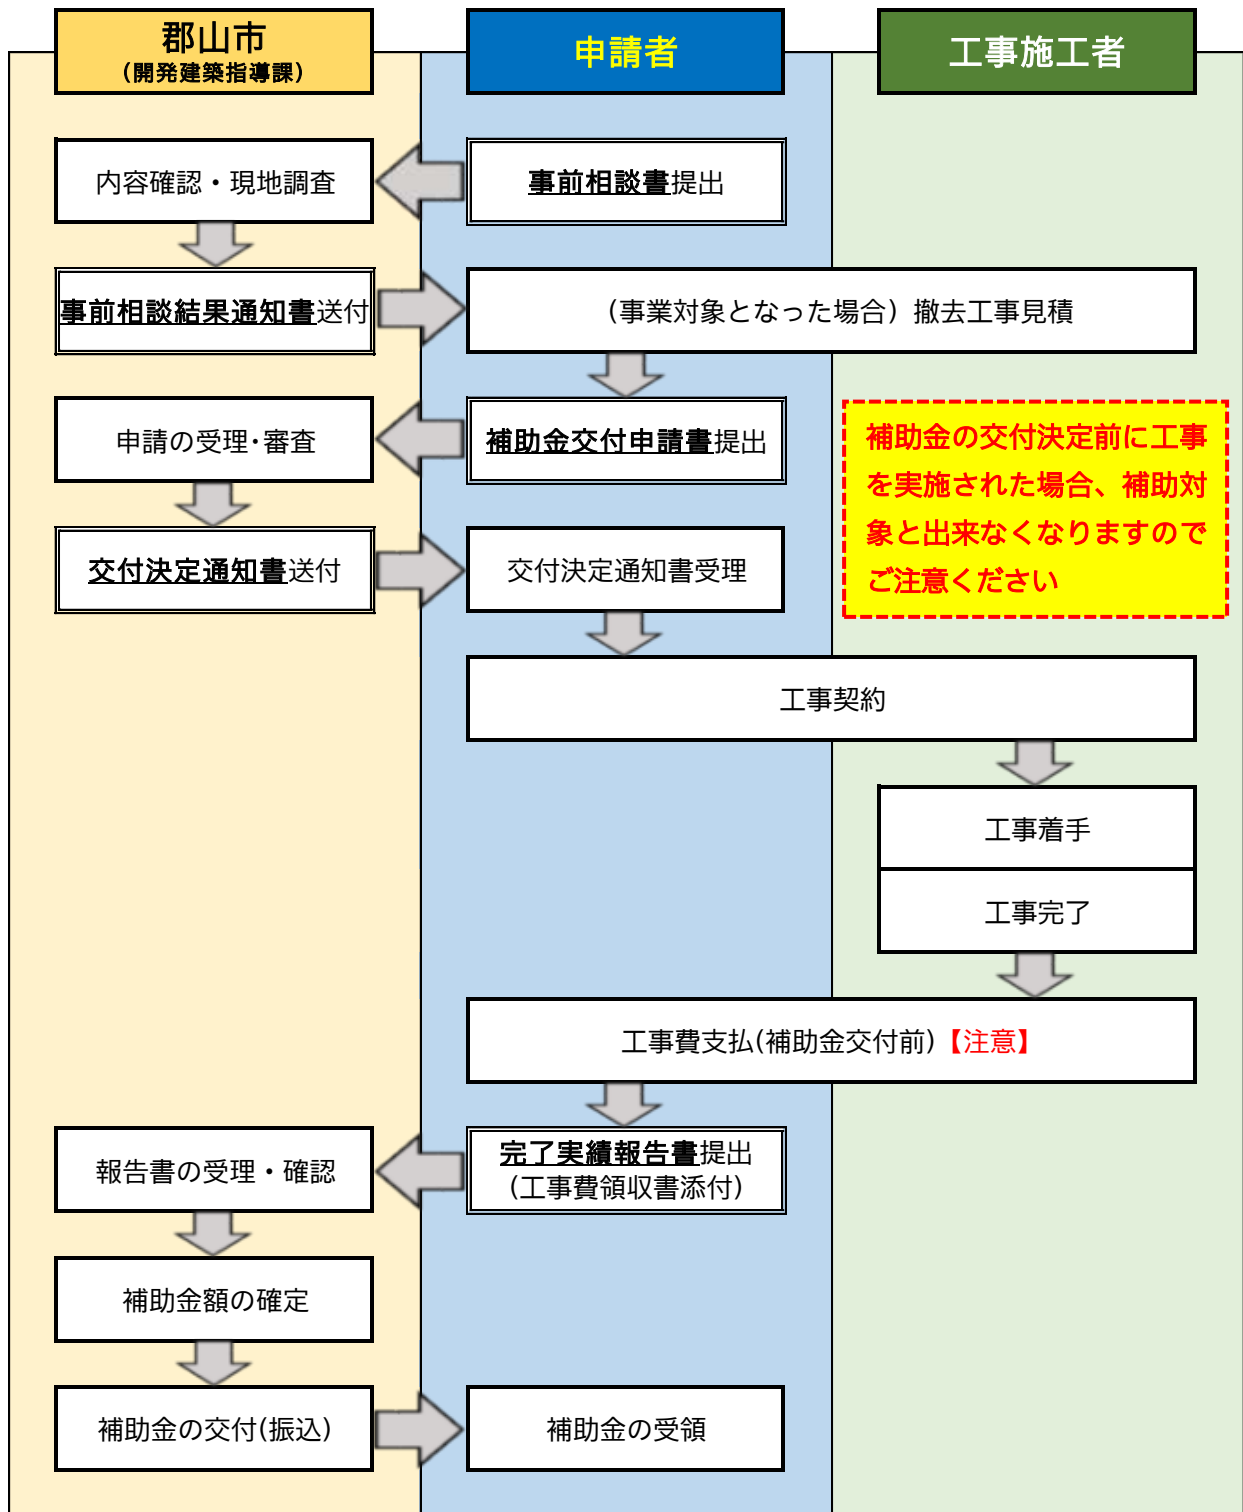 郡山市
（開発建築指導課）
申請者
工事施工者
内容確認・現地調査
事前相談書提出
事前相談結果通知書送付
（事業対象となった場合）撤去工事見積
申請の受理・審査
補助金交付申請書提出
補助金の交付決定前に工事
を実施された場合、補助対
象と出来なくなりますので
ご注意ください
交付決定通知書送付
交付決定通知書受理
工事契約
工事着手
工事完了
工事費支払(補助金交付前)【注意】
報告書の受理・確認
完了実績報告書提出
（工事費領収書添付）
補助金額の確定
補助金の交付(振込)
補助金の受領